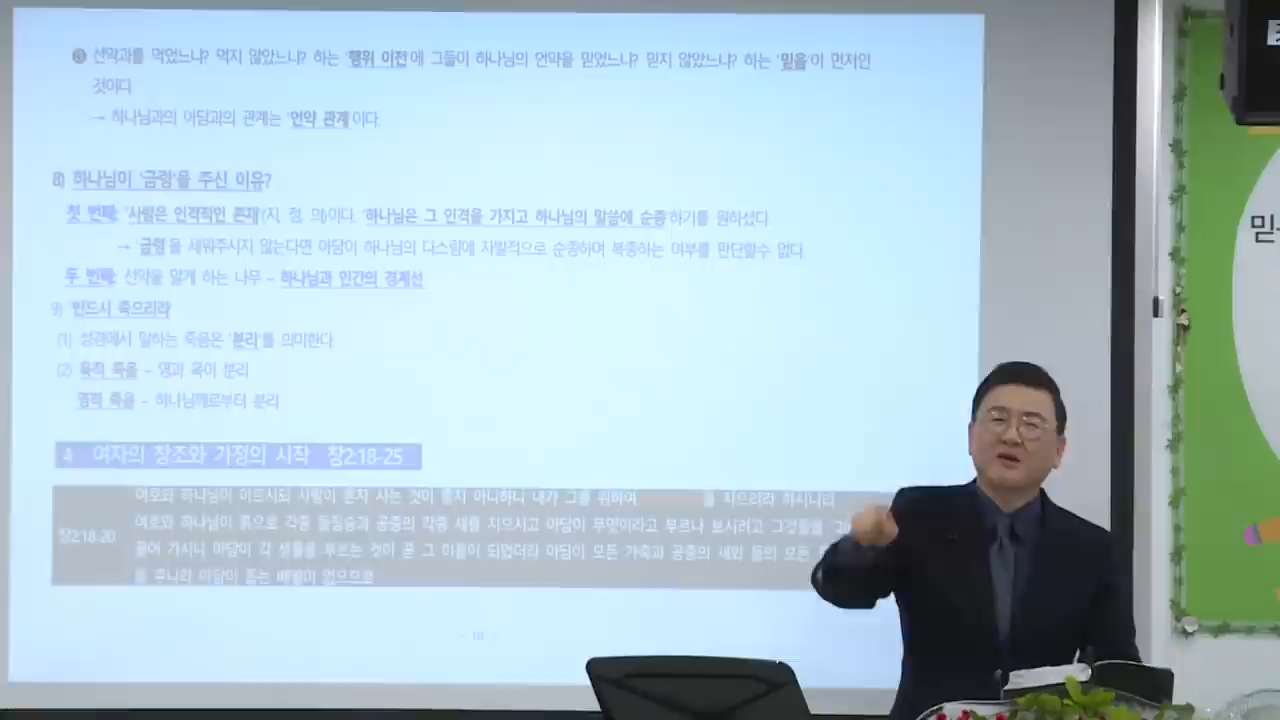 ❸ 선악과를 먹었느냐? 먹지 않았느냐? 하는 '행위 이전'에 그들이 하나님의 언약을 믿었느냐? 믿지 않았느냐? 하는 '믿음'이 먼저인
것이다.
→ 하나님과의 아담과의 관계는 '언약 관계'이다.
8) 하나님이 '금령'을 주신 이유?
첫 번째: '사람은 인격적인 존재'(지, 정, 의)이다. '하나님은 그 인격을 가지고 하나님의 말씀에 순종'하기를 원하셨다.
→ 금령을 세워주시지 않는다면 아담이 하나님의 다스림에 자발적으로 순종하며 복종하는 여부를 판단할수 없다.
두 번째: 선악을 알게 하는 나무 – 하나님과 인간의 경계선
9) 반드시 죽으리라
(1) 성경에서 말하는 죽음은 '분리'를 의미한다.
(2) 육적 죽음 – 영과 육이 분리
영적 죽음 – 하나님께로부터 분리
4 여자의 창조와 가정의 시작 창2:18-25
여호와 하나님이 이르시되 사람이 혼자 사는 것이 좋지 아니하니 내가 그를 위하여 를 지으리라 하시니라
여호와 하나님이 흙으로 각종 들짐승과 공중의 각종 새를 지으시고 아담이 무엇이라고 부르나 보시려고 그것들을 그
창2:18-20 끌어 가시니 아담이 각 생물을 부르는 것이 곧 그 이름이 되었더라 아담이 모든 가축과 공중의 새와 들의 모든
을 주니라 아담이 돕는 배필이 없으므로
믿